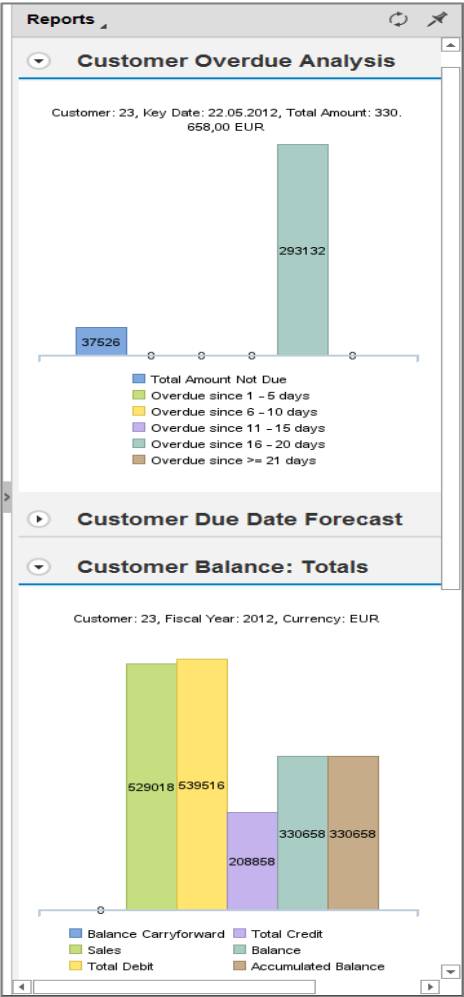 Reports
Customer Overdue Analysis
Customer: 23, Key Date: 22.05.2012, Total Amount: 330.
658,00 EUR
293132
37526
0 0 0 0
Total Amount Not Due
Overdue since 1 - 5 days
Overdue since 6 - 10 days
Overdue since 11 - 15 days
Overdue since 16 - 20 days
Overdue since >= 21 days
Customer Due Date Forecast
Customer Balance: Totals
Customer: 23, Fiscal Year: 2012, Currency: EUR
529018 539516
330658 330658
208858
0
Balance Carryforward Total Credit
Sales Balance
Total Debit Accumulated Balance